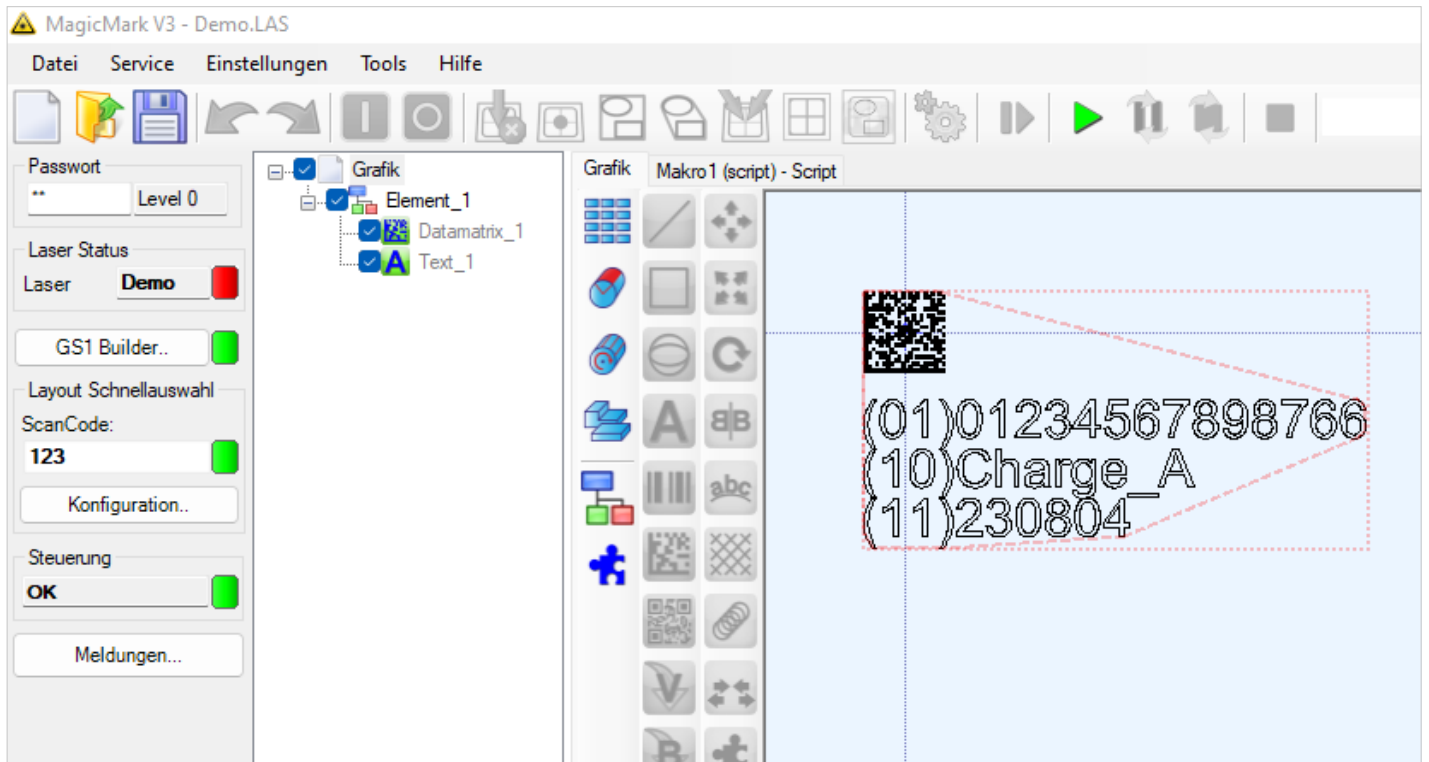 MagicMark V3 - Demo.LAS
Datei Service Einstellungen Tools Hilfe
Passwort
** Level 0
Laser Status
Laser Demo
GS1 Builder..
Layout Schnellauswahl
ScanCode:
123
Konfiguration..
Steuerung
OK
Meldungen...
Grafik
Element_1
Datamatrix_1
A Text_1
Grafik Makro1 (script) - Script
A B|B
abc
V
B
(01)01234567898766
(10)Charge_A
(11)230804